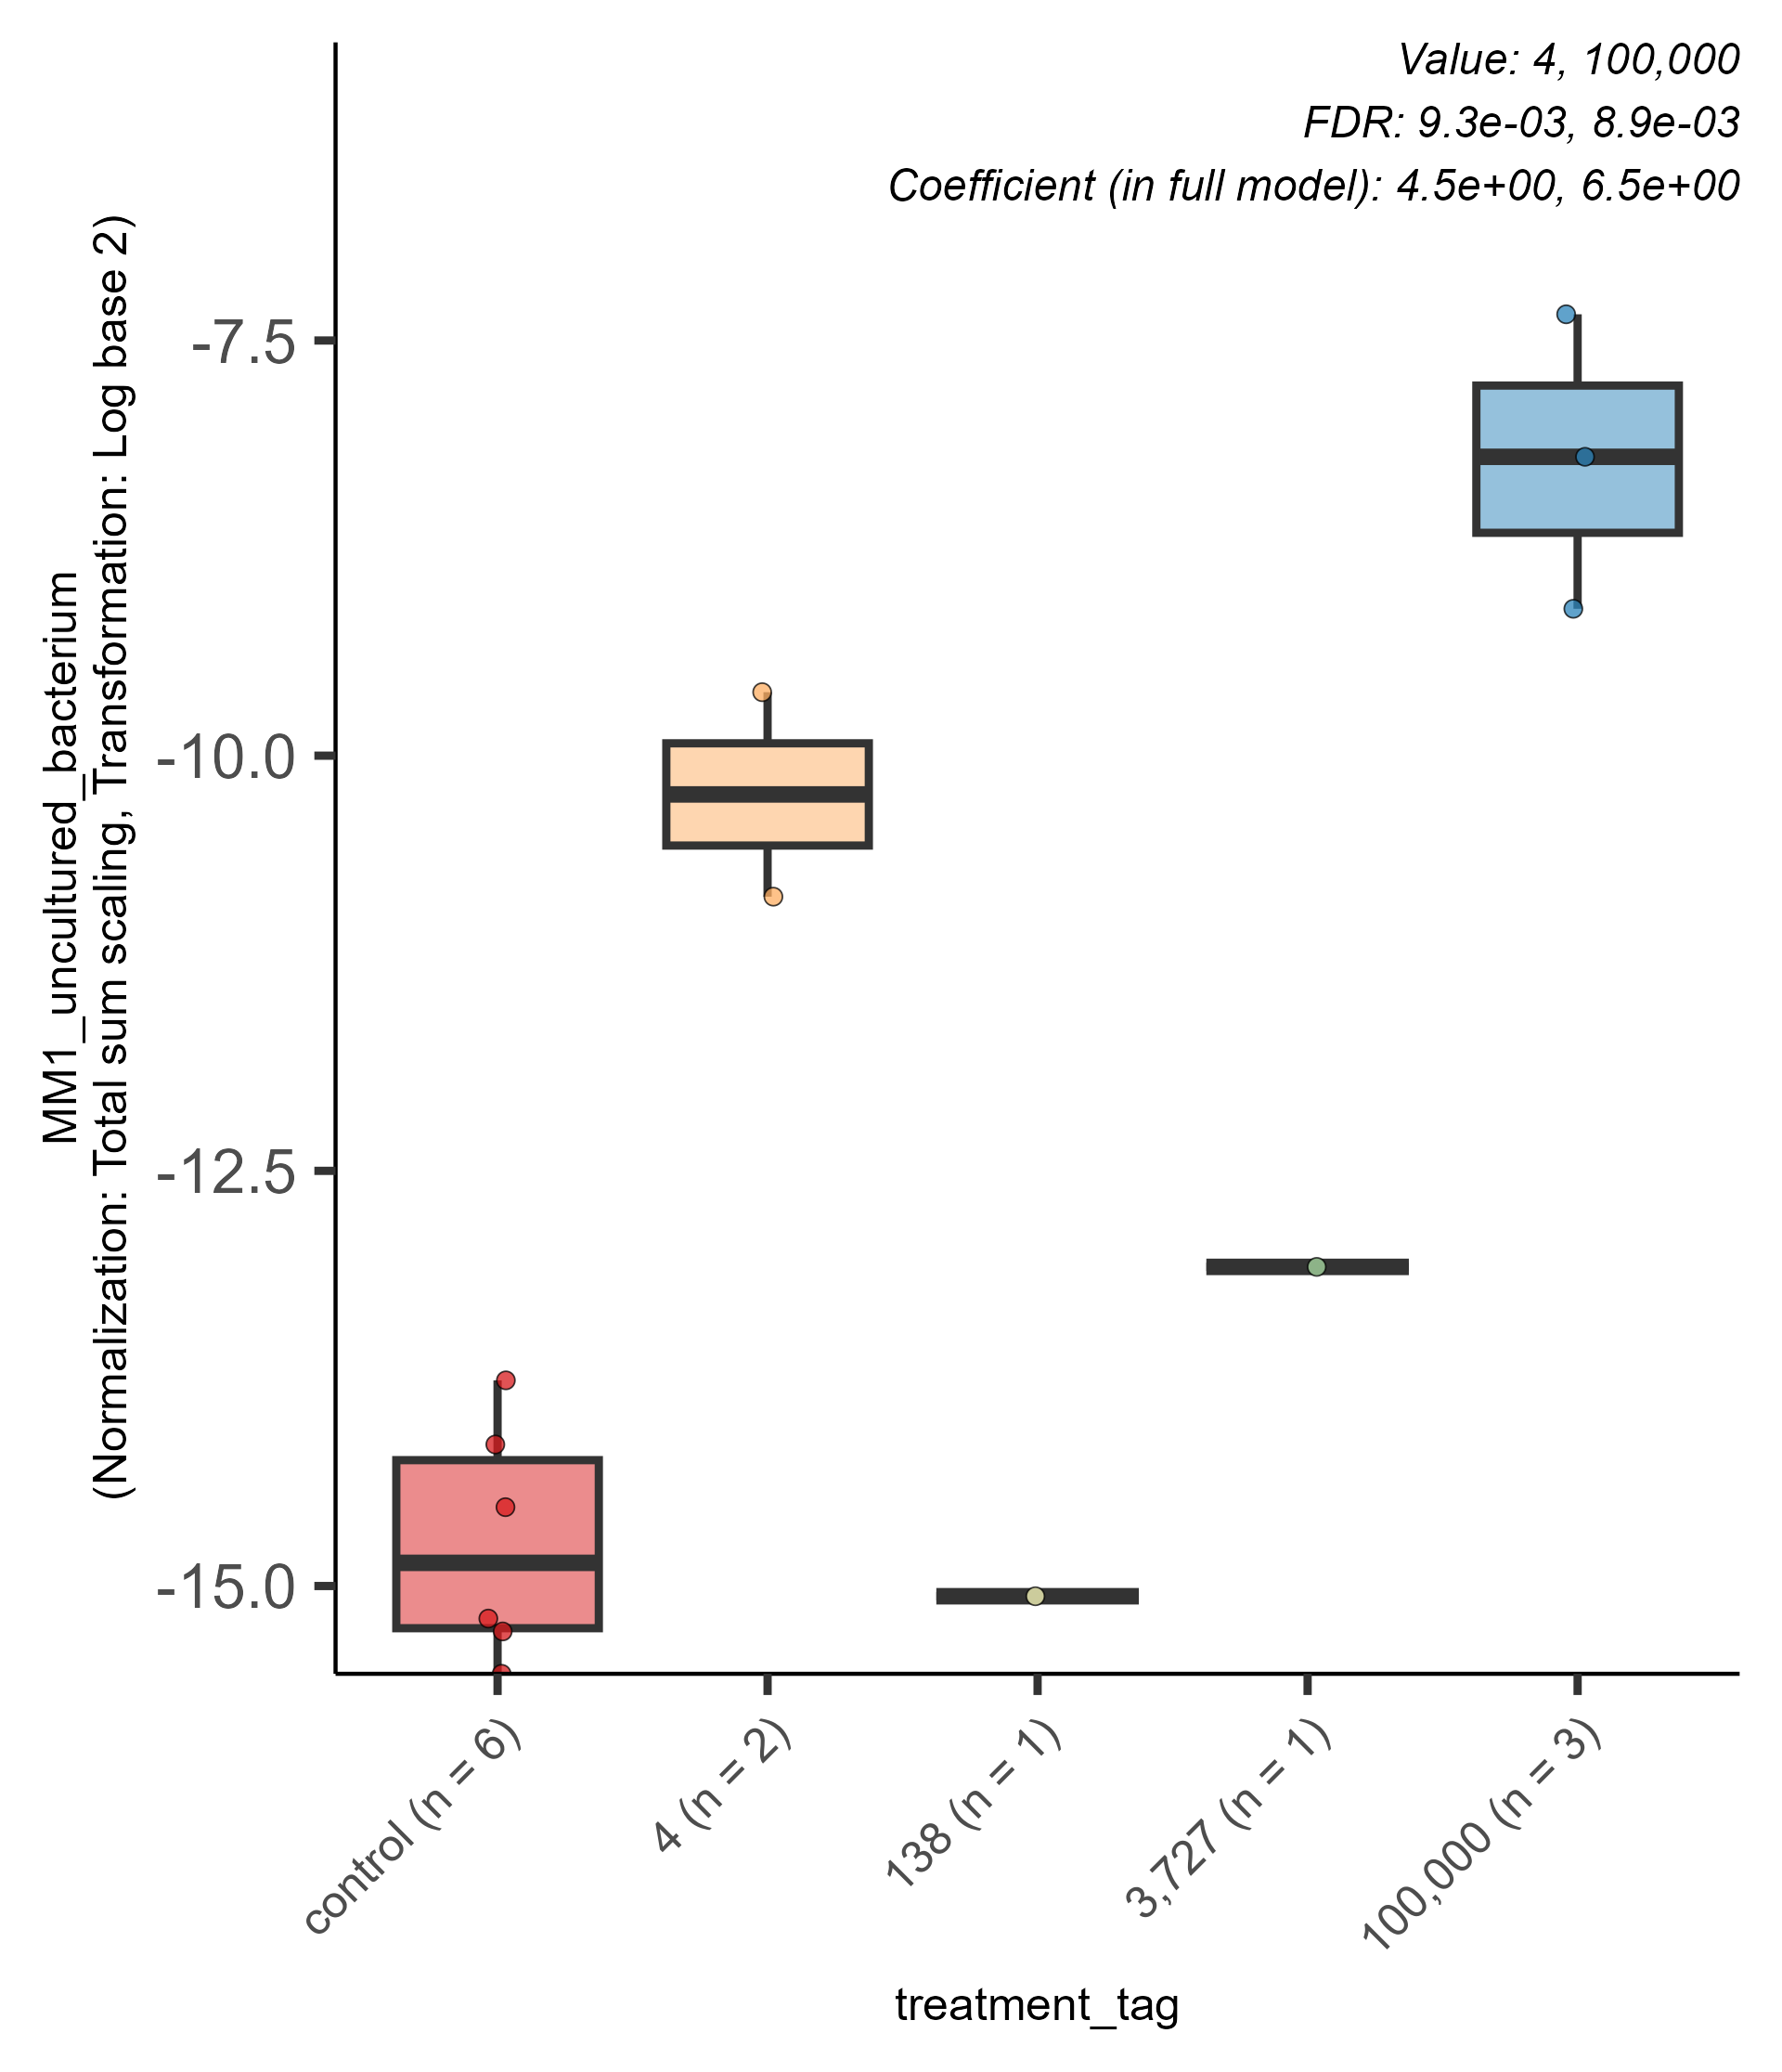 Value: 4, 100,000
FDR: 9.3e-03, 8.9e-03
Coefficient (in full model): 4.5e+00, 6.5e+00
MM1_uncultured_bacterium
(Normalization: Total sum scaling, Transformation: Log base 2)
-7.5
-10.0
-12.5
-15.0
control (n = 6)
4 (n = 2)
138 (n = 1)
3,727 (n = 1)
100,000 (n = 3)
treatment_tag